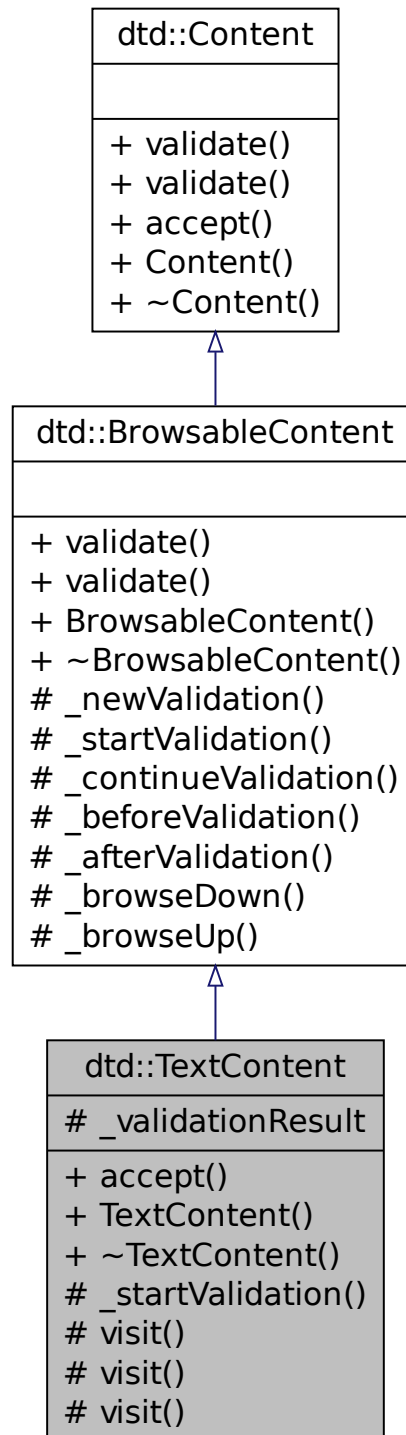 dtd::Content
+ validate()
+ validate()
+ accept()
+ Content()
+ ~Content()
dtd::BrowsableContent
+ validate()
+ validate()
+ BrowsableContent()
+ ~BrowsableContent()
# _newValidation()
# _startValidation()
# _continueValidation()
# _beforeValidation()
# _afterValidation()
# _browseDown()
# _browseUp()
dtd::TextContent
# _validationResult
+ accept()
+ TextContent()
+ ~TextContent()
# _startValidation()
# visit()
# visit()
# visit()